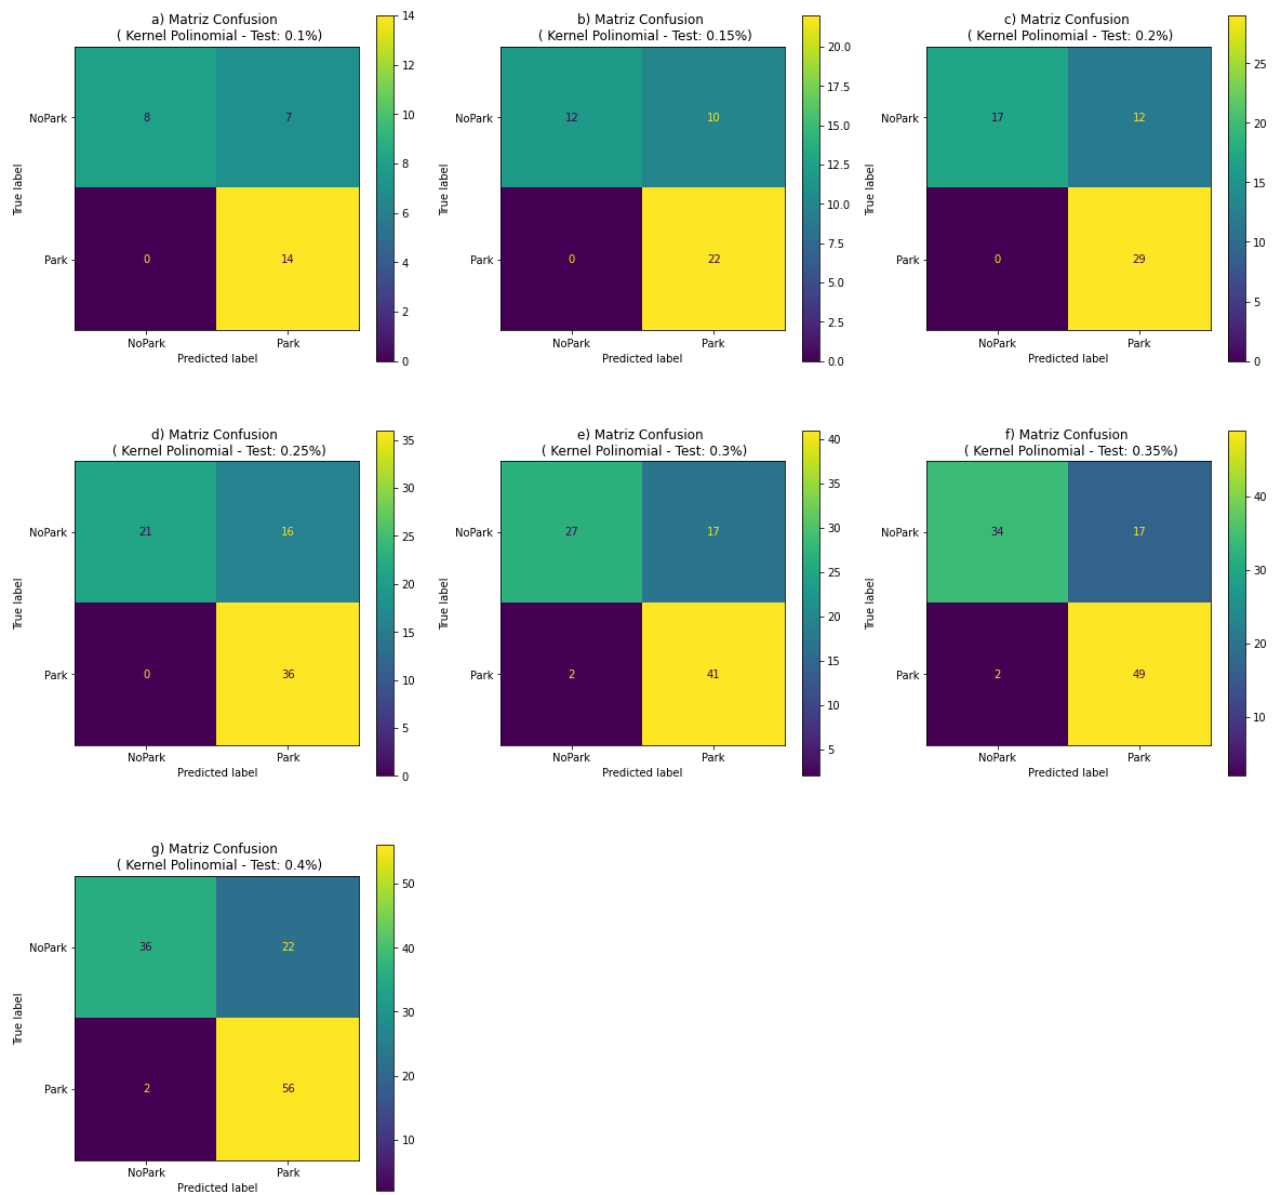 a) Matriz Confusion
( Kernel Polinomial - Test: 0.1%)
14
12
10
8
6
4
2
0
NoPark
8
7
Park
0
14
True label
NoPark
Park
Predicted label
b) Matriz Confusion
( Kernel Polinomial - Test: 0.15%)
20.0
17.5
15.0
12.5
10.0
7.5
5.0
2.5
0.0
NoPark
12
10
Park
0
22
True label
NoPark
Park
Predicted label
c) Matriz Confusion
( Kernel Polinomial - Test: 0.2%)
25
20
15
10
5
0
NoPark
17
12
Park
0
29
True label
NoPark
Park
Predicted label
d) Matriz Confusion
( Kernel Polinomial - Test: 0.25%)
35
30
25
20
15
10
5
0
NoPark
21
16
Park
0
36
True label
NoPark
Park
Predicted label
e) Matriz Confusion
( Kernel Polinomial - Test: 0.3%)
40
35
30
25
20
15
10
5
NoPark
27
17
Park
2
41
True label
NoPark
Park
Predicted label
f) Matriz Confusion
( Kernel Polinomial - Test: 0.35%)
40
30
20
10
NoPark
34
17
Park
2
49
True label
NoPark
Park
Predicted label
g) Matriz Confusion
( Kernel Polinomial - Test: 0.4%)
50
40
30
20
10
NoPark
36
22
Park
2
56
True label
NoPark
Park
Predicted label